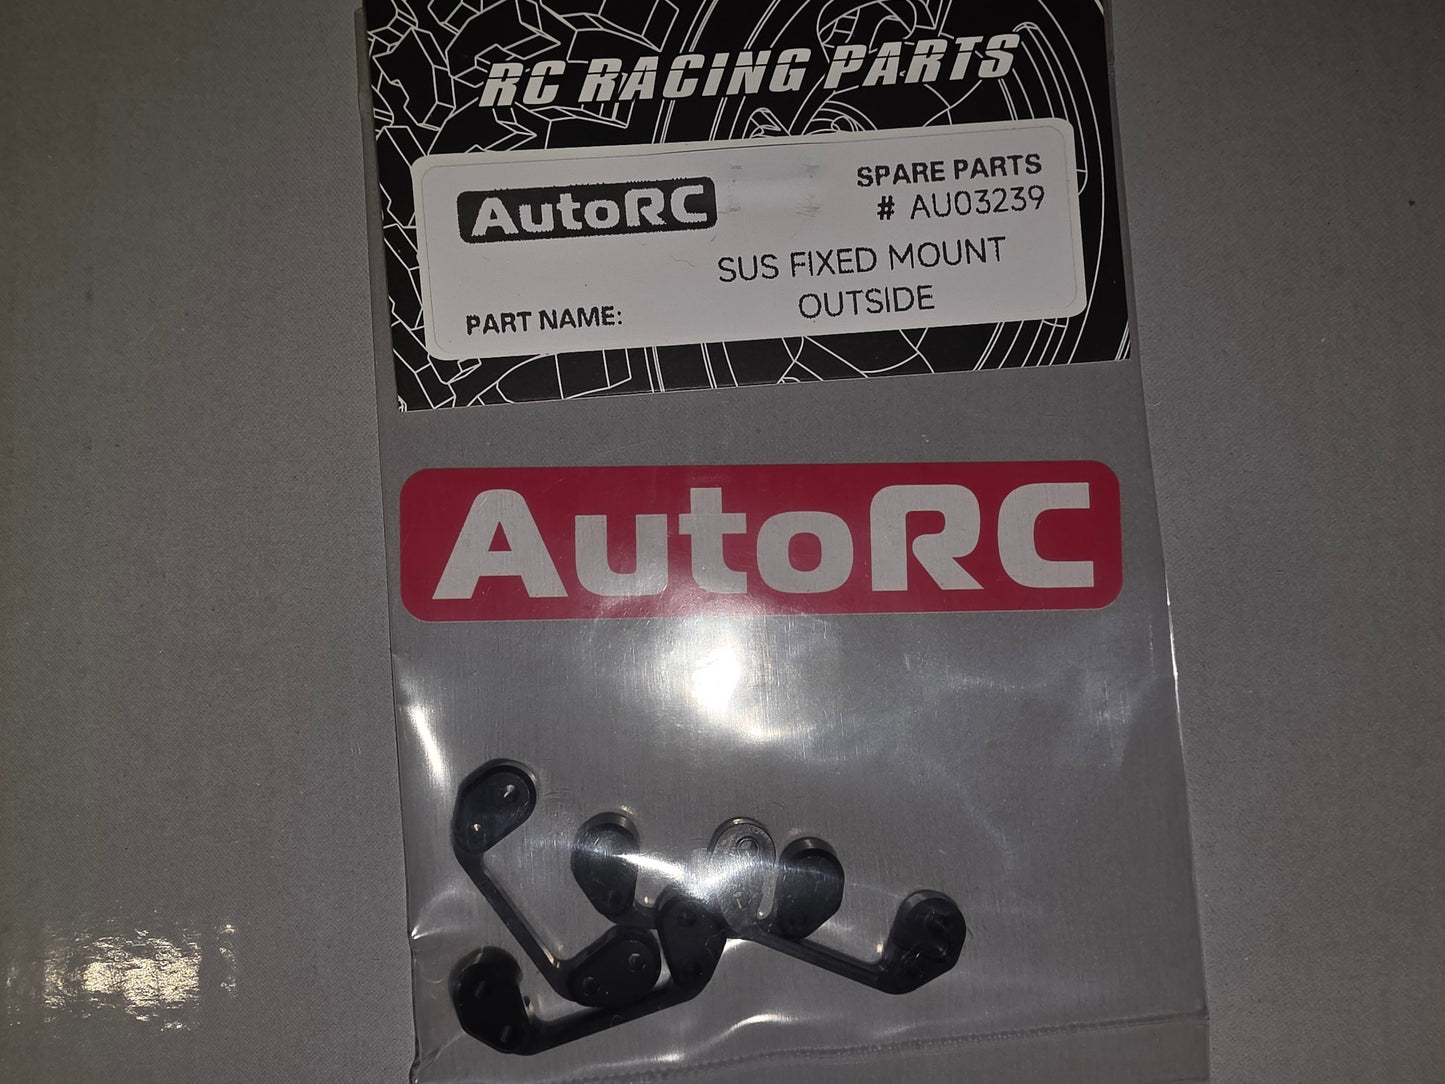 RC RACING PARTS
AutoRC
SPARE PARTS
# AU03239
SUS FIXED MOUNT
OUTSIDE
PART NAME:
AutoRC